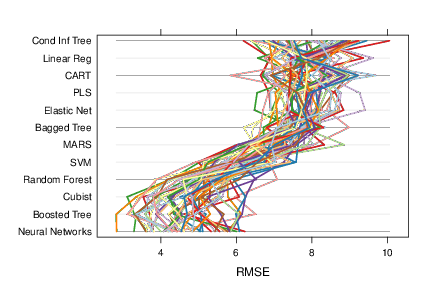 Cond Inf Tree
Linear Reg
CART
PLS
Elastic Net
Bagged Tree
MARS
SVM
Random Forest
Cubist
Boosted Tree
Neural Networks
4 6 8 10
RMSE